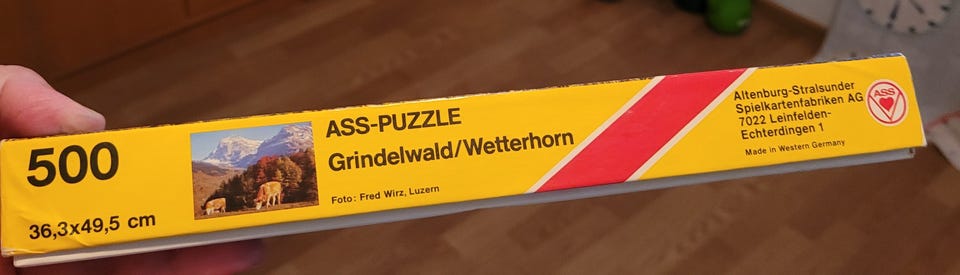 500
36,3x49,5 cm
ASS-PUZZLE
Grindelwald/Wetterhorn
Foto: Fred Wirz, Luzern
Altenburg-Stralsunder
Spielkartenfabriken AG
7022 Leinfelden-
Echterdingen 1
Made in Western Germany
ASS